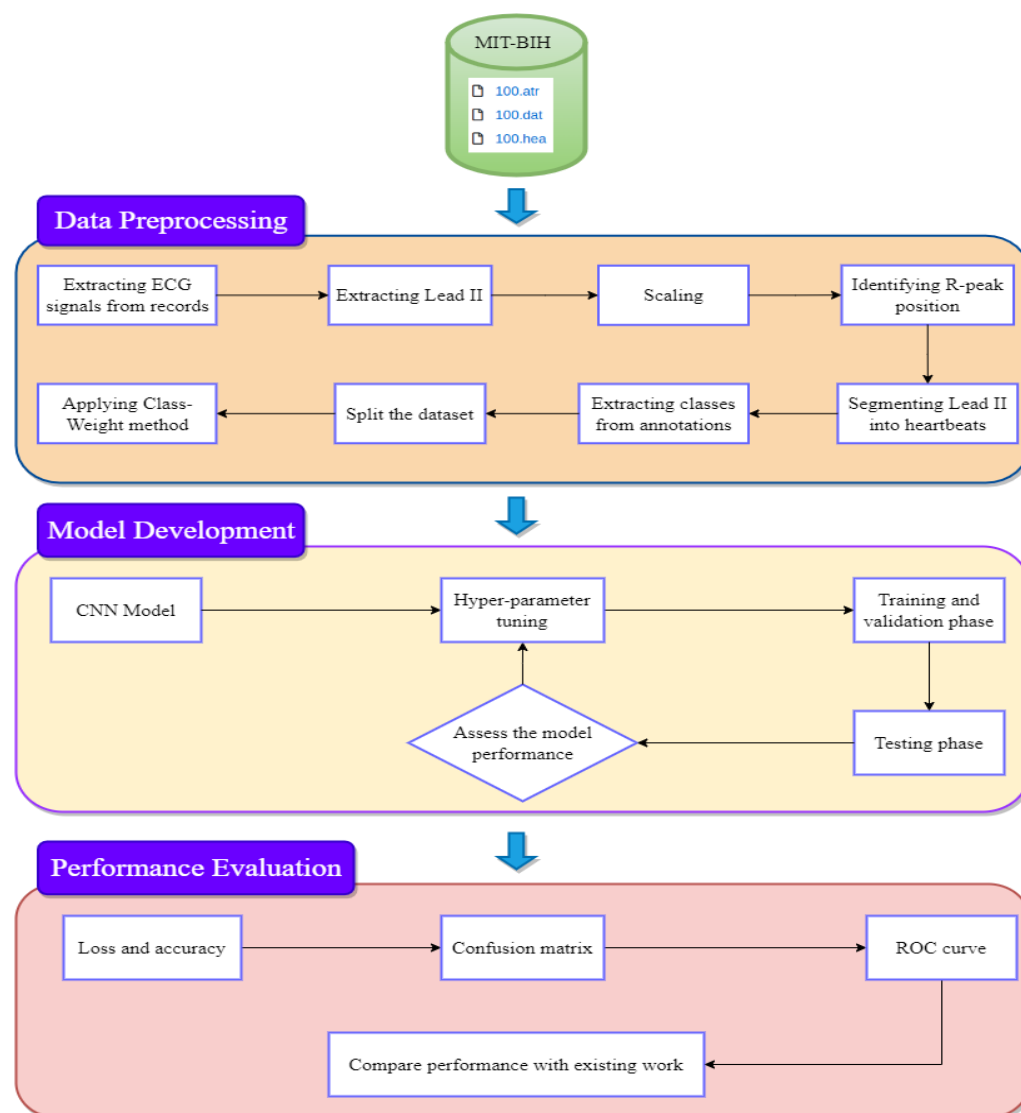 MIT-BIH
100.atr
100.dat
100.hea
Data Preprocessing
Extracting ECG
signals from records
Extracting Lead II
Scaling
Identifying R-peak
position
Segmenting Lead II
into heartbeats
Extracting classes
from annotations
Split the dataset
Applying Class-
Weight method
Model Development
CNN Model
Hyper-parameter
tuning
Training and
validation phase
Testing phase
Assess the model
performance
Performance Evaluation
Loss and accuracy
Confusion matrix
ROC curve
Compare performance with existing work